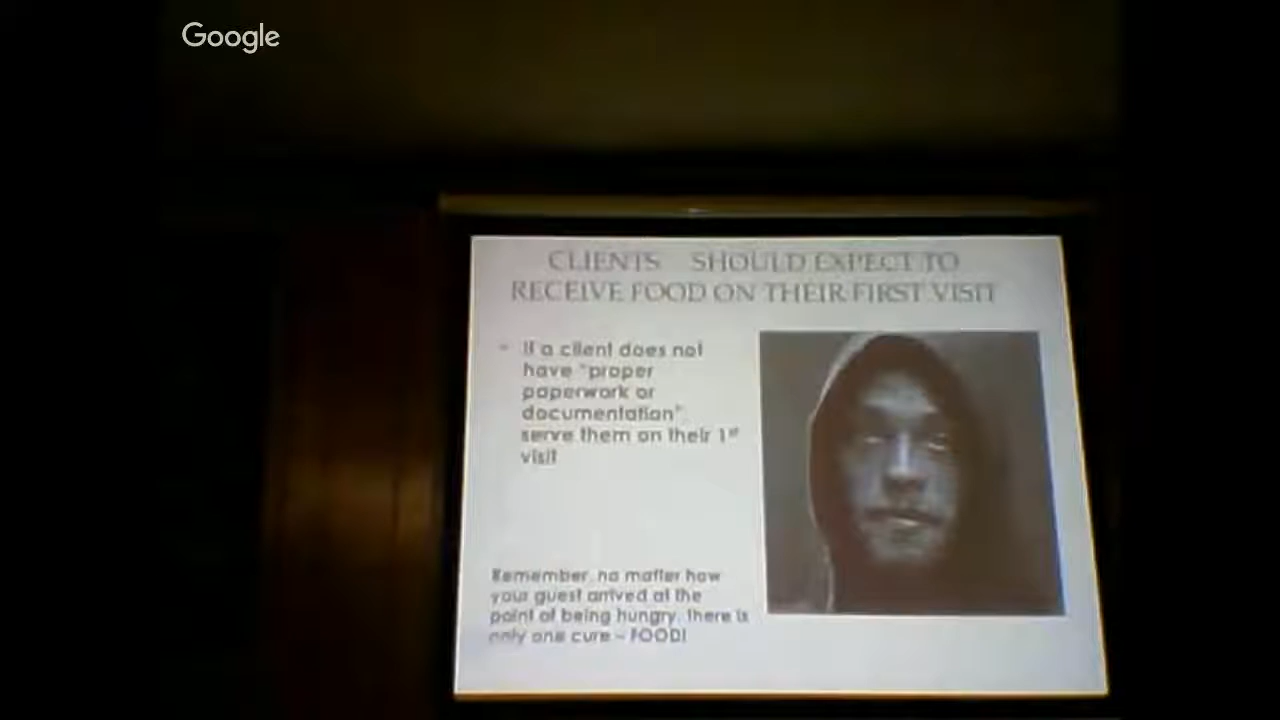 Google
CLIENTS SHOULD EXPECT TO
RECEIVE FOOD ON THEIR FIRST VISIT
If a client does not
have "proper
paperwork or
documentation"
serve them on their 1st
visit
Remember, no matter how
your guest arrived at the
point of being hungry, there is
only one cure – FOOD!